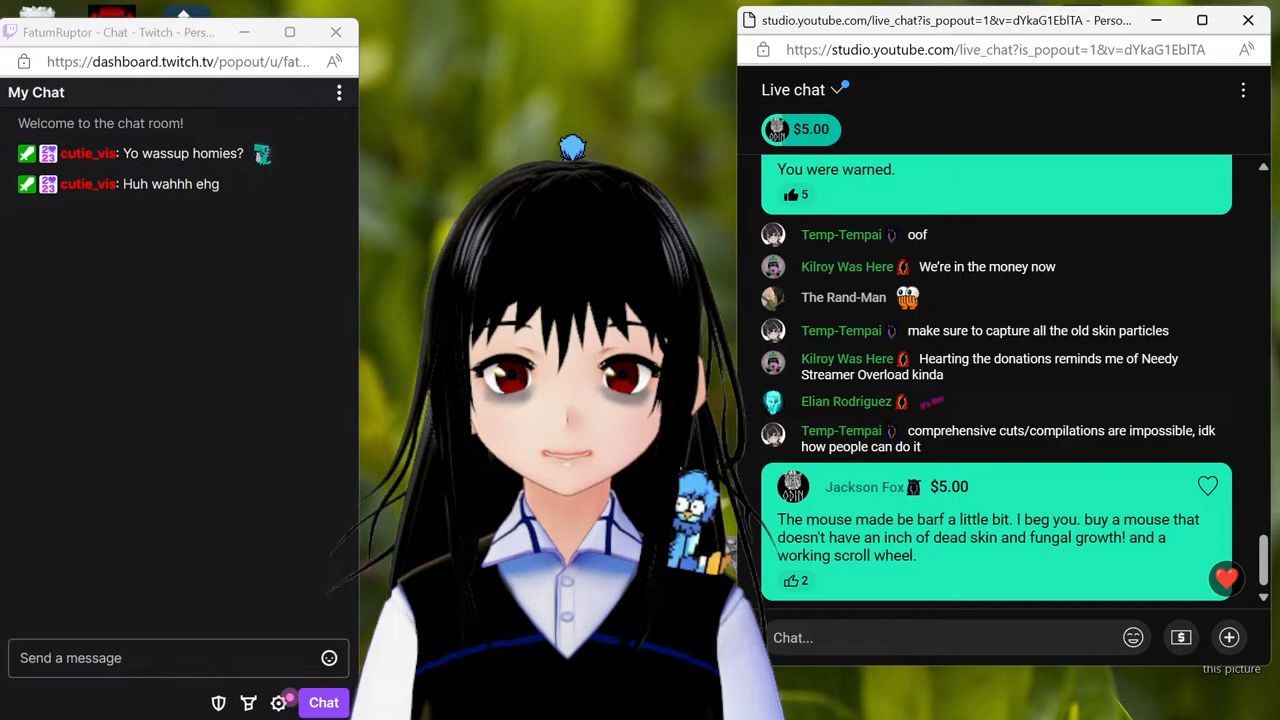 FatumRuptor - Chat - Twitch - Pers...
https://dashboard.twitch.tv/popout/u/fat...
My Chat
Welcome to the chat room!
cutie_vis: Yo wassup homies?
cutie_vis: Huh wahhh ehg
Send a message
Chat
studio.youtube.com/live_chat?is_popout=1&v=dYkaG1EblTA - Perso...
https://studio.youtube.com/live_chat?is_popout=1&v=dYkaG1EblTA
Live chat
$5.00
You were warned.
5
Temp-Tempai oof
Kilroy Was Here We're in the money now
The Rand-Man
Temp-Tempai make sure to capture all the old skin particles
Kilroy Was Here Hearting the donations reminds me of Needy
Streamer Overload kinda
Elian Rodriguez
Temp-Tempai comprehensive cuts/compilations are impossible, idk
how people can do it
Jackson Fox $5.00
The mouse made be barf a little bit. I beg you. buy a mouse that
doesn't have an inch of dead skin and fungal growth! and a
working scroll wheel.
2
Chat...
this picture